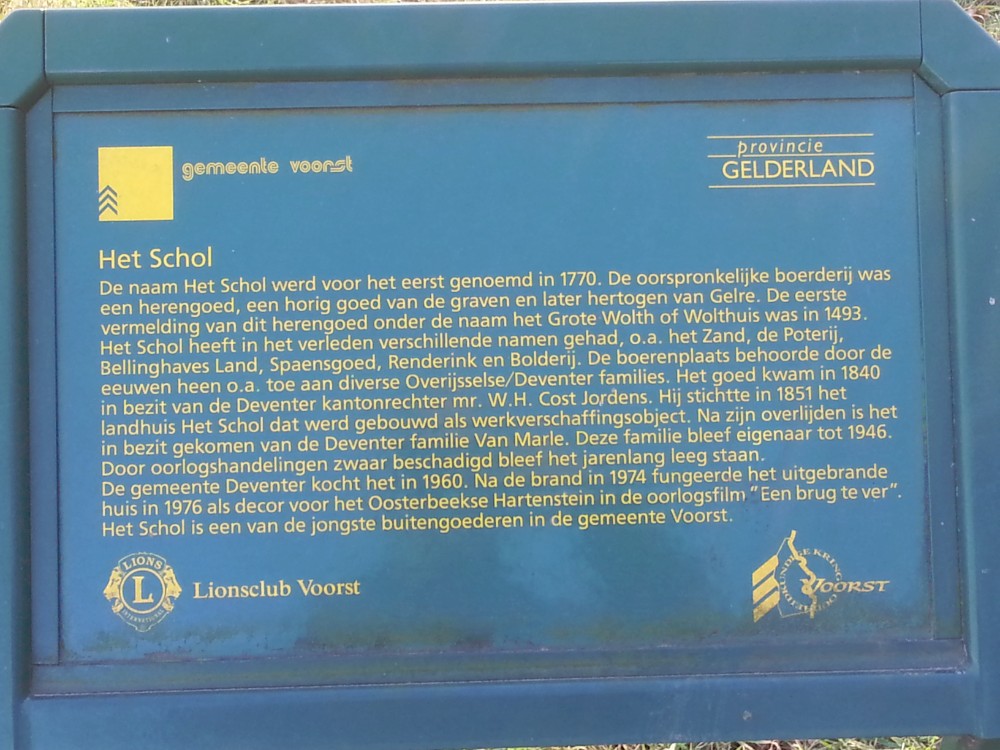 gemeente voorst
provincie
GELDERLAND
Het Schol
De naam Het Schol werd voor het eerst genoemd in 1770. De oorspronkelijke boerderij was
een herengoed, een horig goed van de graven en later hertogen van Gelre. De eerste
vermelding van dit herengoed onder de naam het Grote Wolth of Wolthuis was in 1493.
Het Schol heeft in het verleden verschillende namen gehad, o.a. het Zand, de Poterij,
Bellinghaves Land, Spaensgoed, Renderink en Bolderij. De boerenplaats behoorde door de
eeuwen heen o.a. toe aan diverse Overijsselse/Deventer families. Het goed kwam in 1840
in bezit van de Deventer kantonrechter mr. W.H. Cost Jordens. Hij stichtte in 1851 het
landhuis Het Schol dat werd gebouwd als werkverschaffingsobject. Na zijn overlijden is het
in bezit gekomen van de Deventer familie Van Marle. Deze familie bleef eigenaar tot 1946.
Door oorlogshandelingen zwaar beschadigd bleef het jarenlang leeg staan.
De gemeente Deventer kocht het in 1960. Na de brand in 1974 fungeerde het uitgebrande
huis in 1976 als decor voor het Oosterbeekse Hartenstein in de oorlogsfilm "Een brug te ver".
Het Schol is een van de jongste buitengoederen in de gemeente Voorst.
LIONS
L
INTERNATIONAL
Lionsclub Voorst
KRING
VOORST